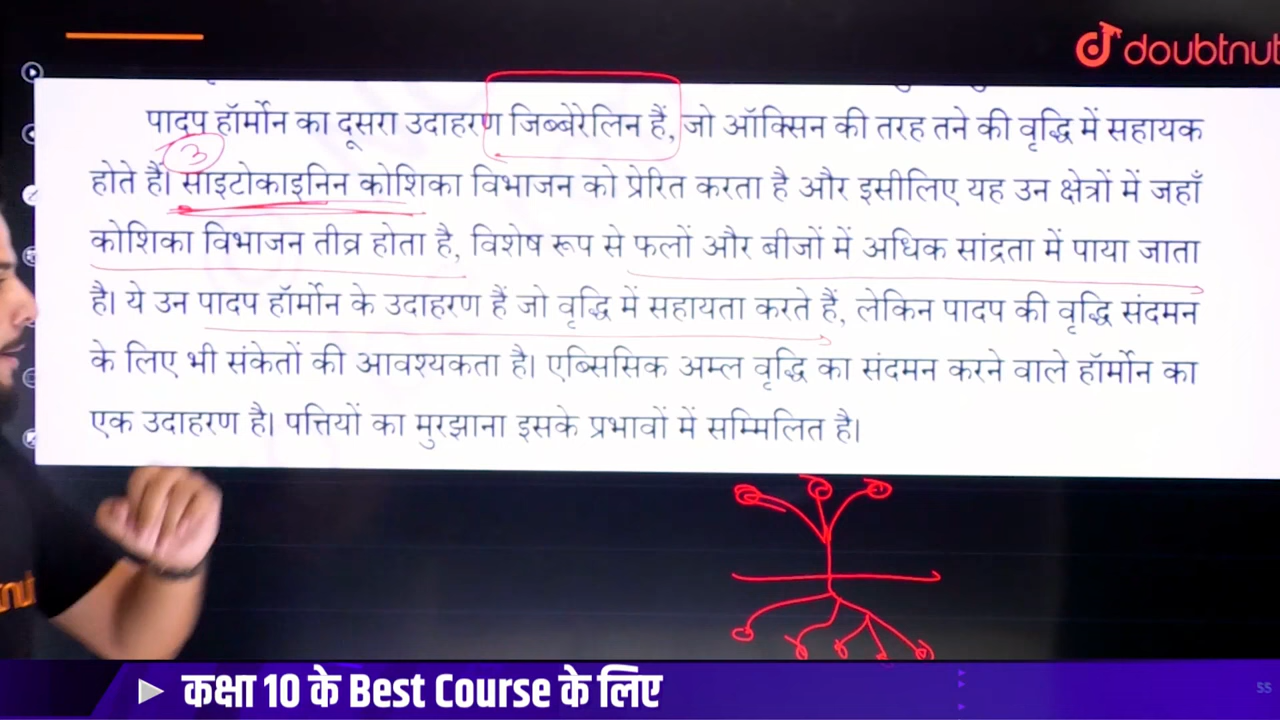 doubtnut
पादप हॉर्मोन का दूसरा उदाहरण जिब्बेरेलिन हैं, जो ऑक्सिन की तरह तने की वृद्धि में सहायक
3
होते हैं। साइटोकाइनिन कोशिका विभाजन को प्रेरित करता है और इसीलिए यह उन क्षेत्रों में जहाँ
कोशिका विभाजन तीव्र होता है, विशेष रूप से फलों और बीजों में अधिक सांद्रता में पाया जाता
है। ये उन पादप हॉर्मोन के उदाहरण हैं जो वृद्धि में सहायता करते हैं, लेकिन पादप की वृद्धि संदमन
के लिए भी संकेतों की आवश्यकता है। एब्सिसिक अम्ल वृद्धि का संदमन करने वाले हॉर्मोन का
एक उदाहरण है। पत्तियों का मुरझाना इसके प्रभावों में सम्मिलित है।
nut
कक्षा 10 के Best Course के लिए
55